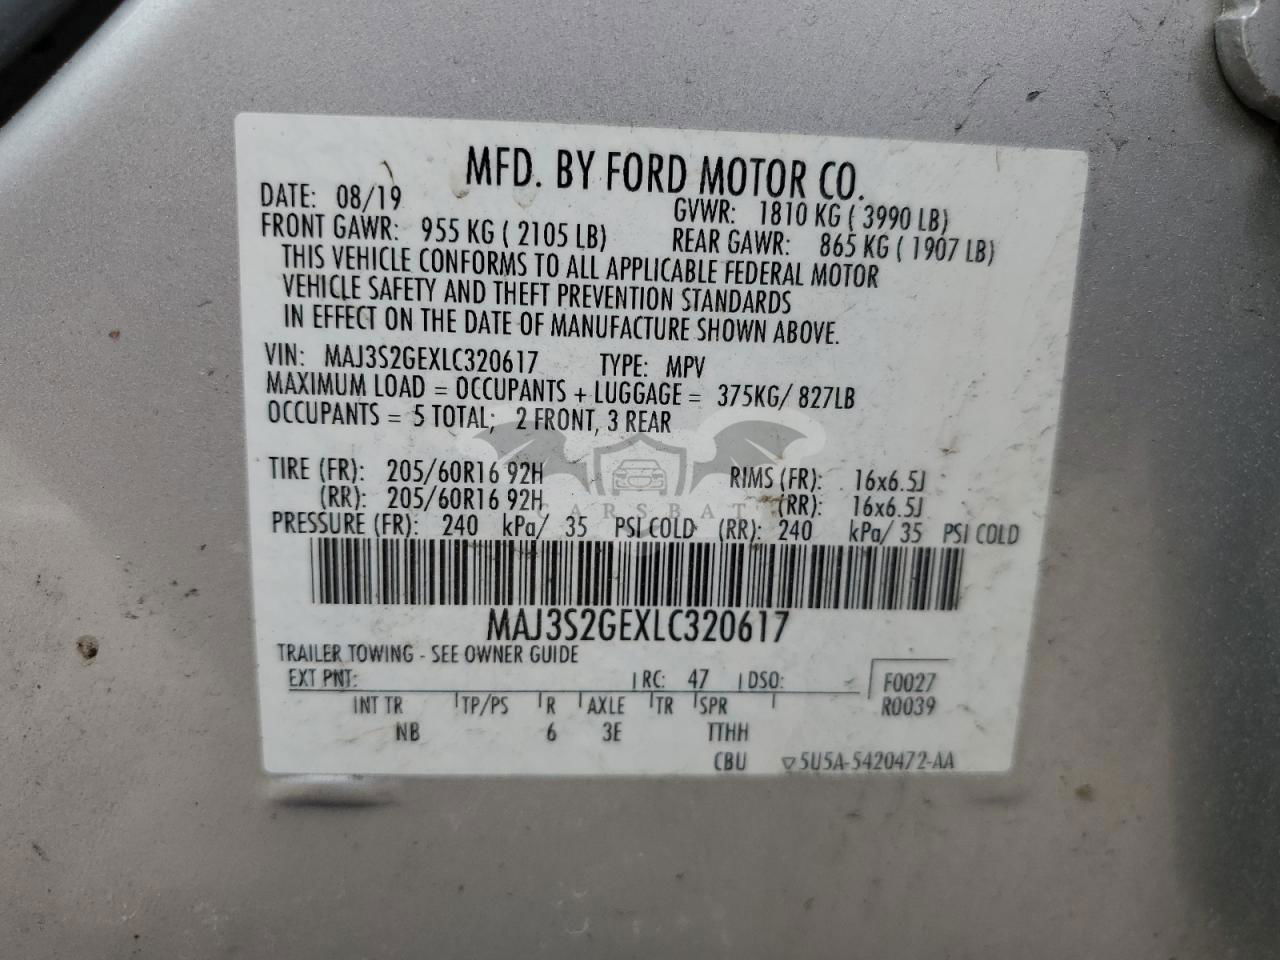 MFD. BY FORD MOTOR CO.
DATE: 08/19 GVWR: 1810 KG ( 3990 LB)
FRONT GAWR: 955 KG ( 2105 LB) REAR GAWR: 865 KG ( 1907 LB)
THIS VEHICLE CONFORMS TO ALL APPLICABLE FEDERAL MOTOR
VEHICLE SAFETY AND THEFT PREVENTION STANDARDS
IN EFFECT ON THE DATE OF MANUFACTURE SHOWN ABOVE.
VIN: MAJ3S2GEXLC320617 TYPE: MPV
MAXIMUM LOAD = OCCUPANTS + LUGGAGE = 375KG/ 827LB
OCCUPANTS = 5 TOTAL; 2 FRONT, 3 REAR
TIRE (FR): 205/60R16 92H RIMS (FR): 16x6.5J
(RR): 205/60R16 92H (RR): 16x6.5J
CARSBAT
PRESSURE (FR): 240 kPa/ 35 PSI COLD (RR): 240 kPa/ 35 PSI COLD
MAJ3S2GEXLC320617
TRAILER TOWING - SEE OWNER GUIDE
EXT PNT: RC: 47 DSO: F0027
INT TR TP/PS R AXLE TR SPR R0039
NB 6 3E TTHH
CBU ▽5U5A-5420472-AA